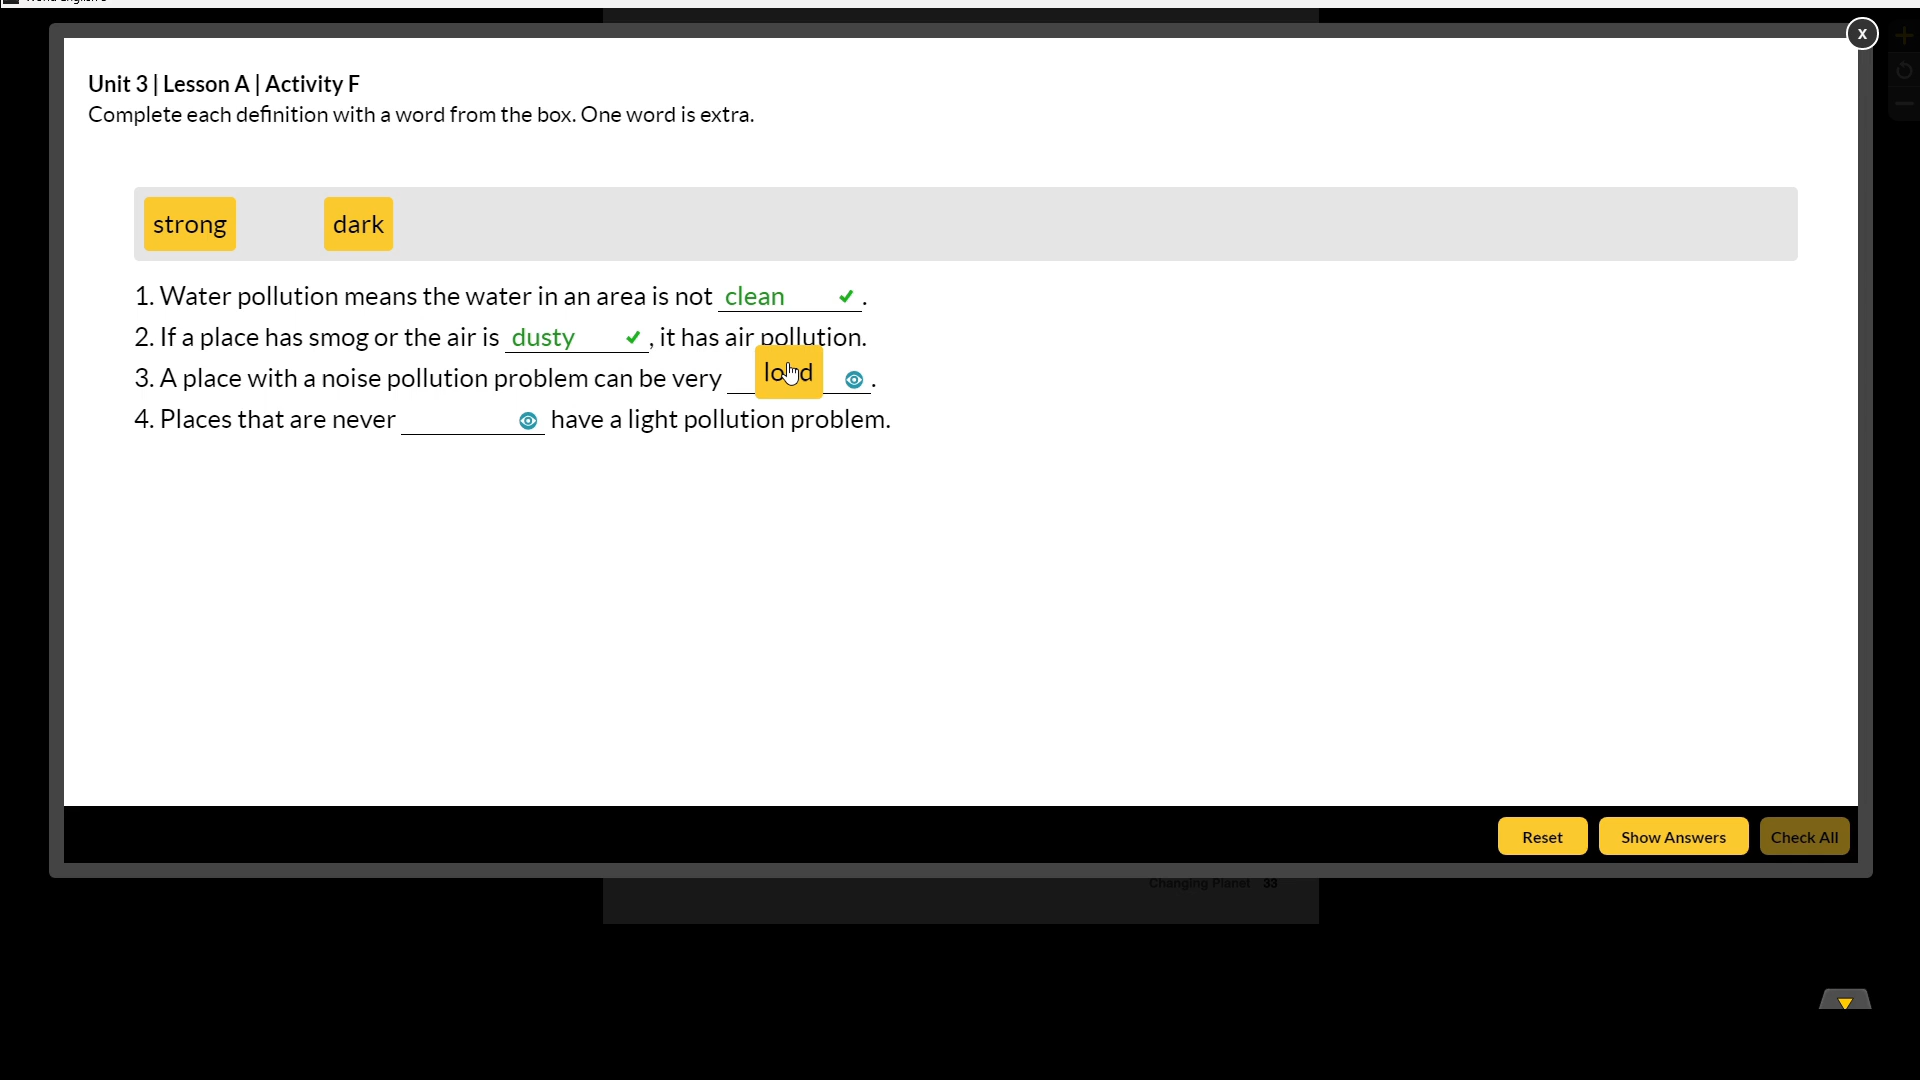 X
Unit 3 | Lesson A | Activity F
Complete each definition with a word from the box. One word is extra.
strong dark
1. Water pollution means the water in an area is not clean ✔ .
2. If a place has smog or the air is dusty ✔ , it has air pollution.
3. A place with a noise pollution problem can be very loud .
4. Places that are never have a light pollution problem.
Reset Show Answers Check All
Changing Planet 33